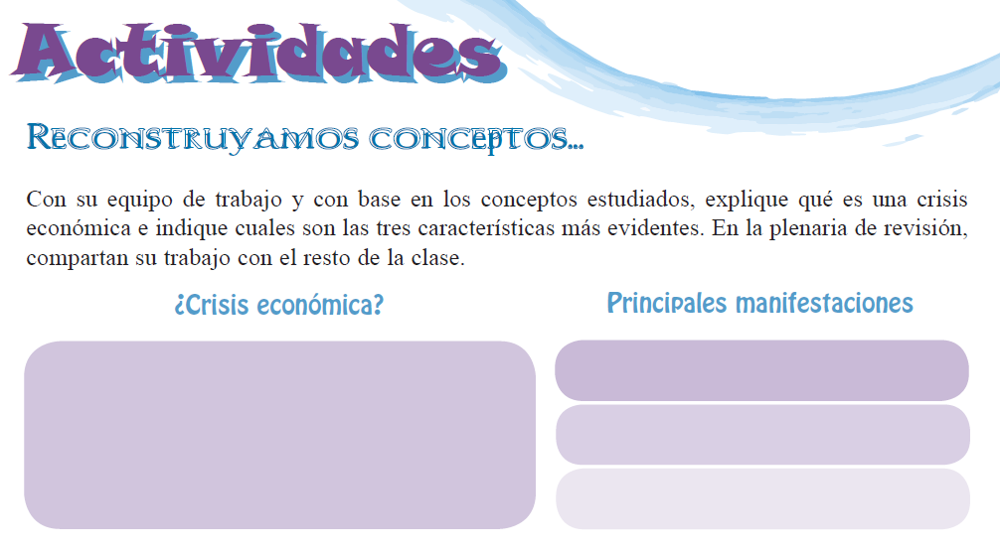 Actividades
Reconstruyamos conceptos...
Con su equipo de trabajo y con base en los conceptos estudiados, explique qué es una crisis
económica e indique cuales son las tres características más evidentes. En la plenaria de revisión,
compartan su trabajo con el resto de la clase.
¿Crisis económica?
Principales manifestaciones